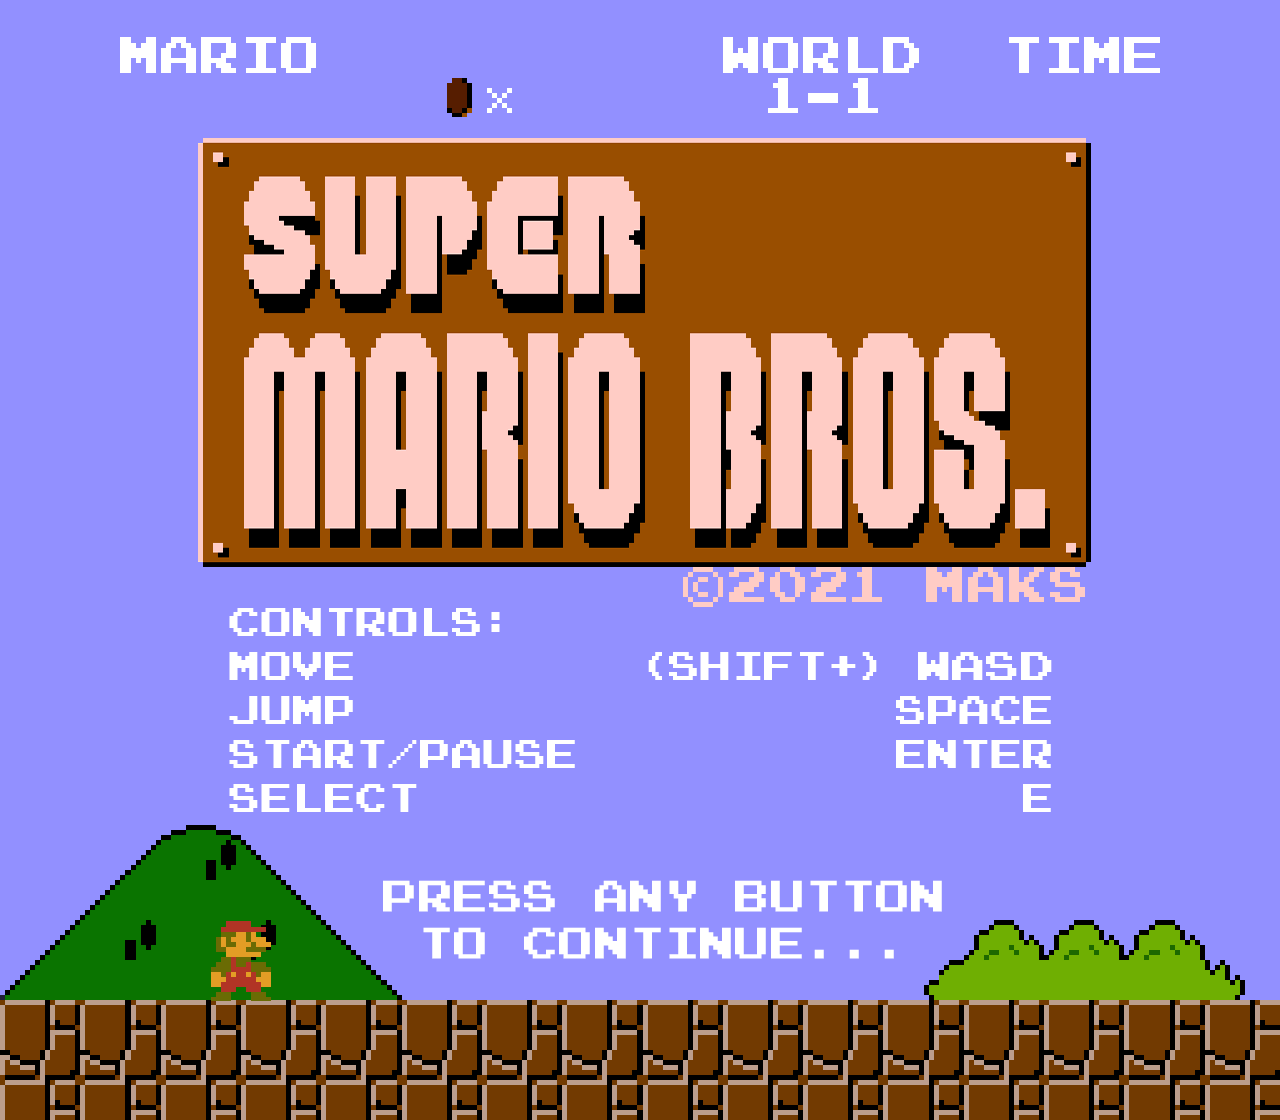 MARIO WORLD TIME
x 1-1
SUPER
MARIO BROS.
©2021 MAKS
CONTROLS:
MOVE (SHIFT+) WASD
JUMP SPACE
START/PAUSE ENTER
SELECT E
PRESS ANY BUTTON
TO CONTINUE...